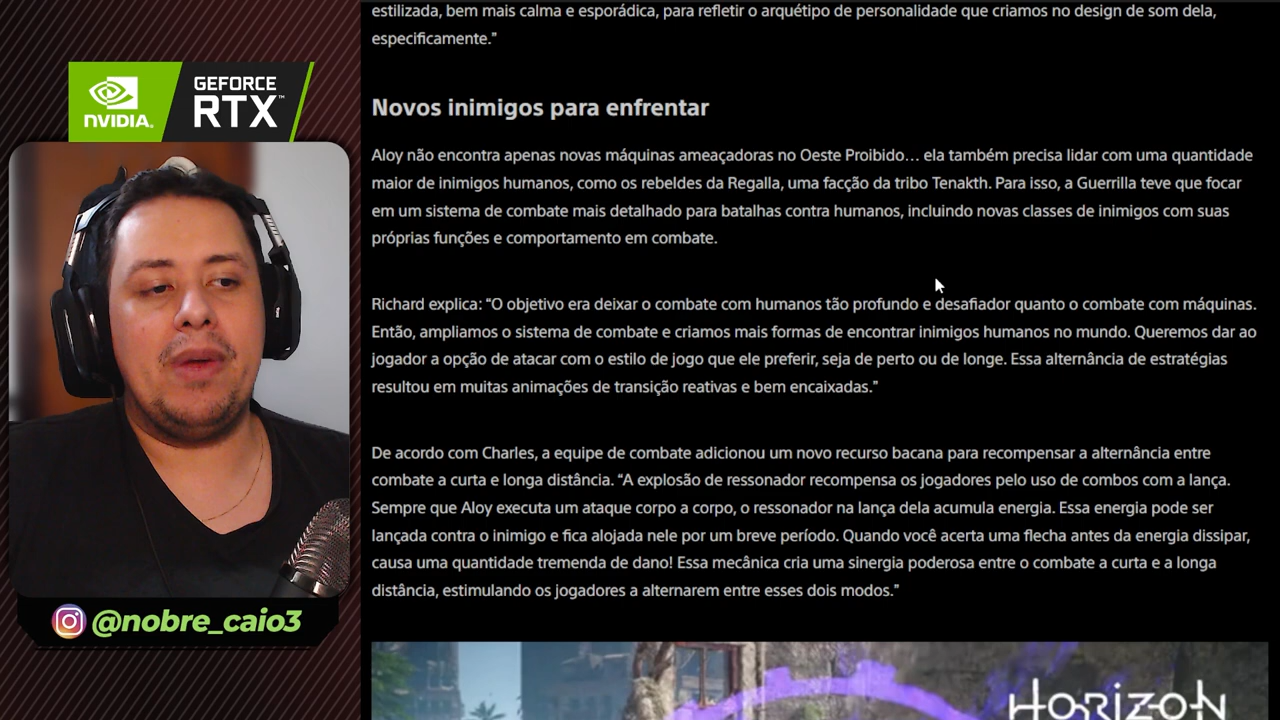 estilizada, bem mais calma e esporádica, para refletir o arquétipo de personalidade que criamos no design de som dela,
especificamente.”
NVIDIA.
GEFORCE
RTX™
Novos inimigos para enfrentar
Aloy não encontra apenas novas máquinas ameaçadoras no Oeste Proibido… ela também precisa lidar com uma quantidade
maior de inimigos humanos, como os rebeldes da Regalla, uma facção da tribo Tenakth. Para isso, a Guerrilla teve que focar
em um sistema de combate mais detalhado para batalhas contra humanos, incluindo novas classes de inimigos com suas
próprias funções e comportamento em combate.
Richard explica: “O objetivo era deixar o combate com humanos tão profundo e desafiador quanto o combate com máquinas.
Então, ampliamos o sistema de combate e criamos mais formas de encontrar inimigos humanos no mundo. Queremos dar ao
jogador a opção de atacar com o estilo de jogo que ele preferir, seja de perto ou de longe. Essa alternância de estratégias
resultou em muitas animações de transição reativas e bem encaixadas.”
De acordo com Charles, a equipe de combate adicionou um novo recurso bacana para recompensar a alternância entre
combate a curta e longa distância. “A explosão de ressonador recompensa os jogadores pelo uso de combos com a lança.
Sempre que Aloy executa um ataque corpo a corpo, o ressonador na lança dela acumula energia. Essa energia pode ser
lançada contra o inimigo e fica alojada nele por um breve período. Quando você acerta uma flecha antes da energia dissipar,
causa uma quantidade tremenda de dano! Essa mecânica cria uma sinergia poderosa entre o combate a curta e a longa
distância, estimulando os jogadores a alternarem entre esses dois modos.”
@nobre_caio3
HORIZON